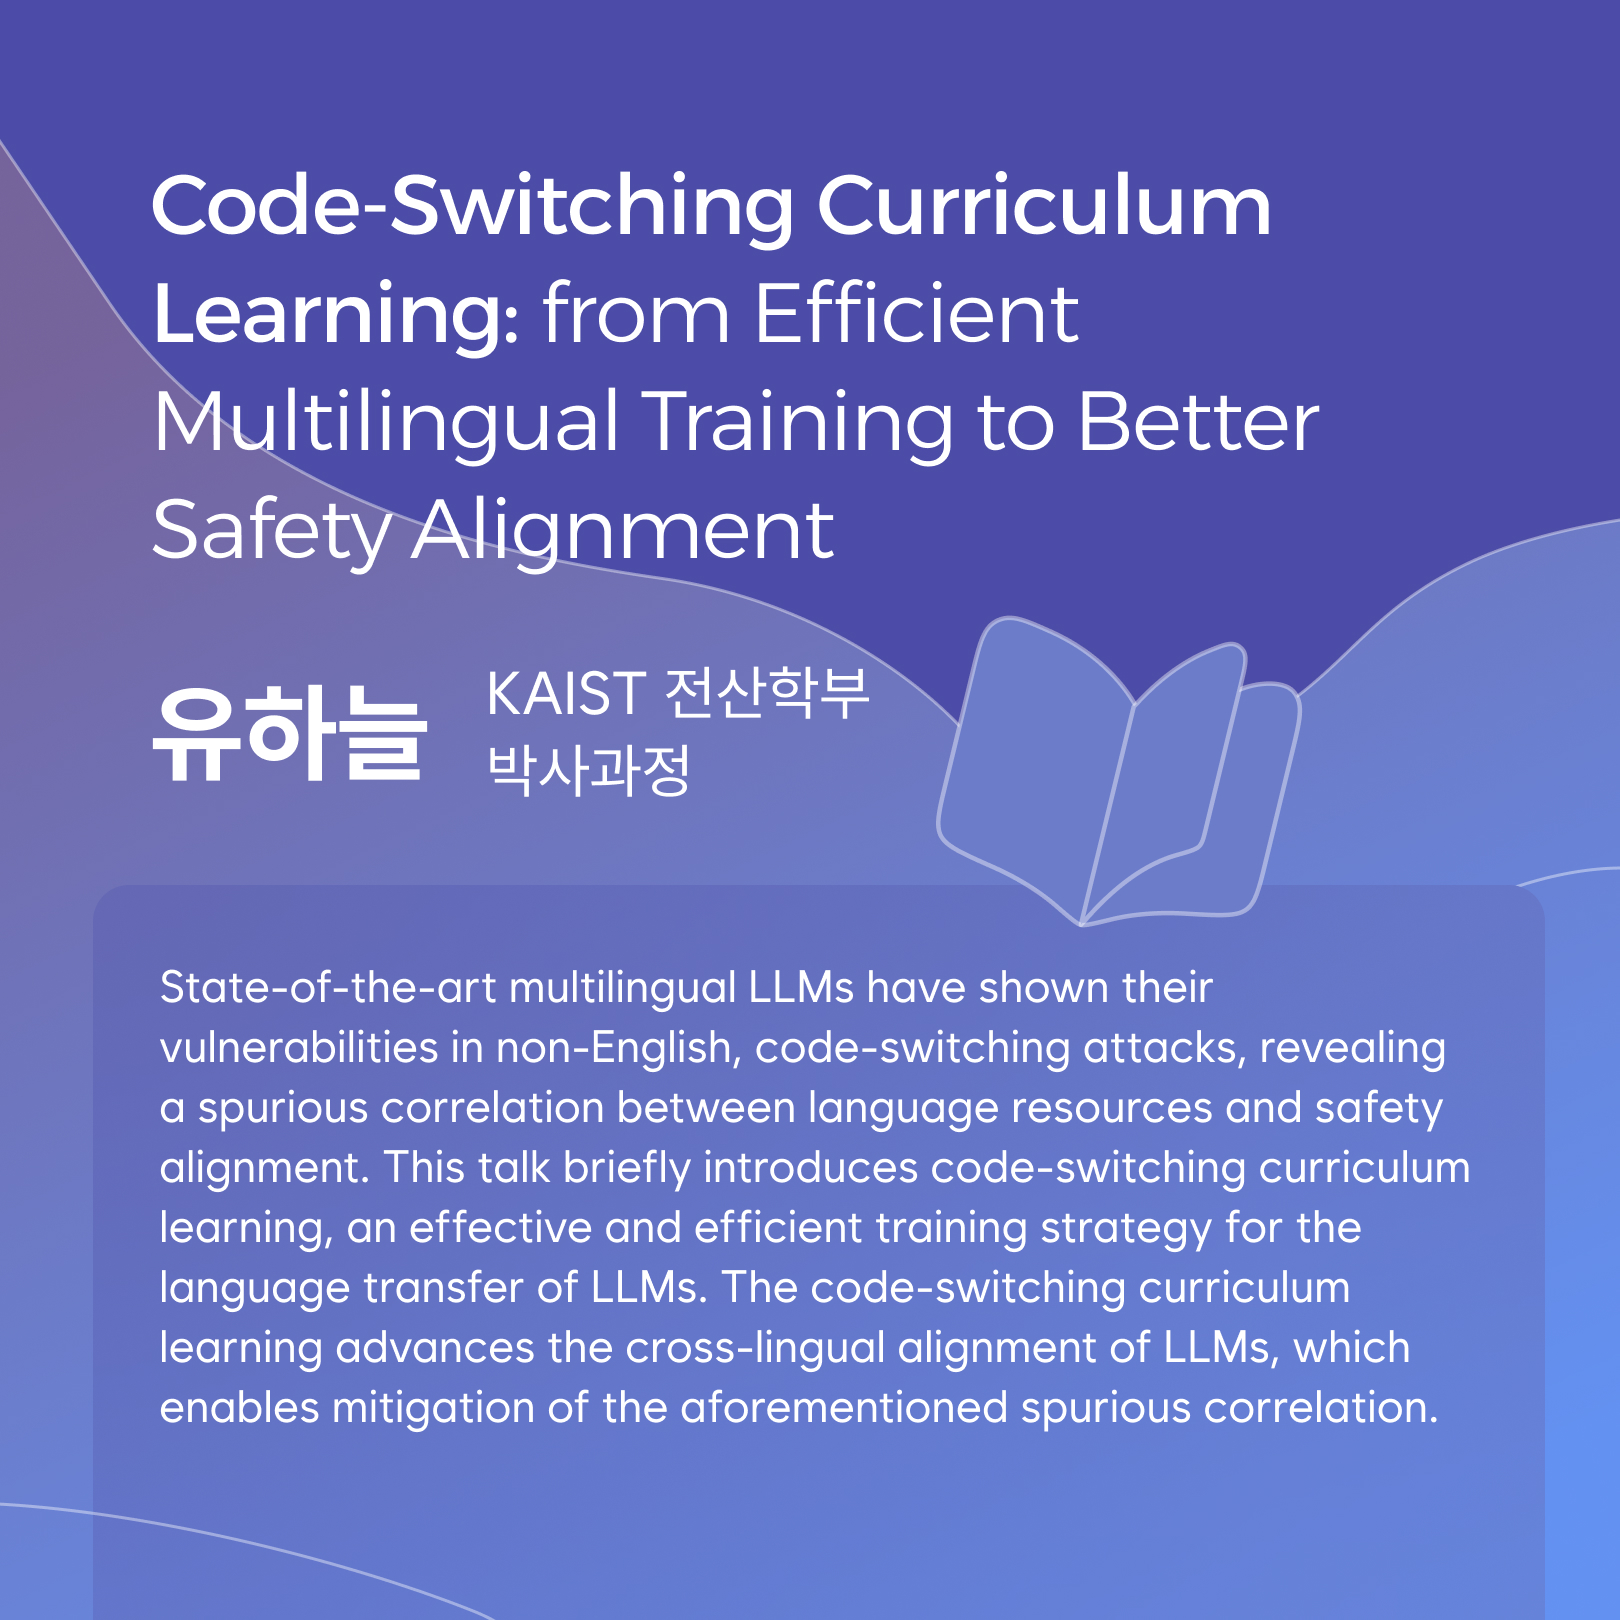 Code-Switching Curriculum
Learning: from Efficient
Multilingual Training to Better
Safety Alignment
유하늘
KAIST 전산학부
박사과정
State-of-the-art multilingual LLMs have shown their
vulnerabilities in non-English, code-switching attacks, revealing
a spurious correlation between language resources and safety
alignment. This talk briefly introduces code-switching curriculum
learning, an effective and efficient training strategy for the
language transfer of LLMs. The code-switching curriculum
learning advances the cross-lingual alignment of LLMs, which
enables mitigation of the aforementioned spurious correlation.